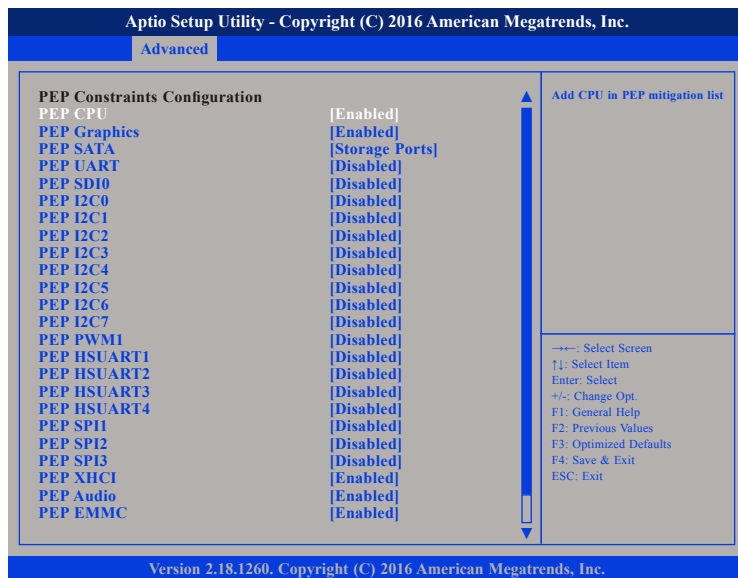 Aptio Setup Utility - Copyright (C) 2016 American Megatrends, Inc.
Advanced
PEP Constraints Configuration
PEP CPU [Enabled]
PEP Graphics [Enabled]
PEP SATA [Storage Ports]
PEP UART [Disabled]
PEP SDI0 [Disabled]
PEP I2C0 [Disabled]
PEP I2C1 [Disabled]
PEP I2C2 [Disabled]
PEP I2C3 [Disabled]
PEP I2C4 [Disabled]
PEP I2C5 [Disabled]
PEP I2C6 [Disabled]
PEP I2C7 [Disabled]
PEP PWM1 [Disabled]
PEP HSUART1 [Disabled]
PEP HSUART2 [Disabled]
PEP HSUART3 [Disabled]
PEP HSUART4 [Disabled]
PEP SPI1 [Disabled]
PEP SPI2 [Disabled]
PEP SPI3 [Disabled]
PEP XHCI [Enabled]
PEP Audio [Enabled]
PEP EMMC [Enabled]
Add CPU in PEP mitigation list
→←: Select Screen
↑↓: Select Item
Enter: Select
+/-: Change Opt.
F1: General Help
F2: Previous Values
F3: Optimized Defaults
F4: Save & Exit
ESC: Exit
Version 2.18.1260. Copyright (C) 2016 American Megatrends, Inc.